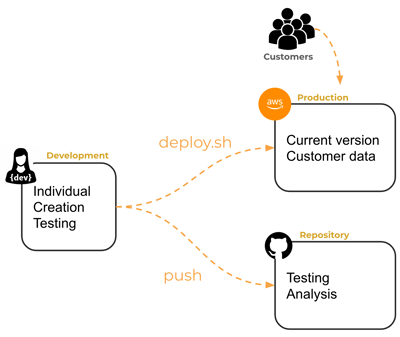 Customers
aws
Production
Current version
Customer data
deploy.sh
Development
{dev}
Individual
Creation
Testing
push
Repository
Testing
Analysis